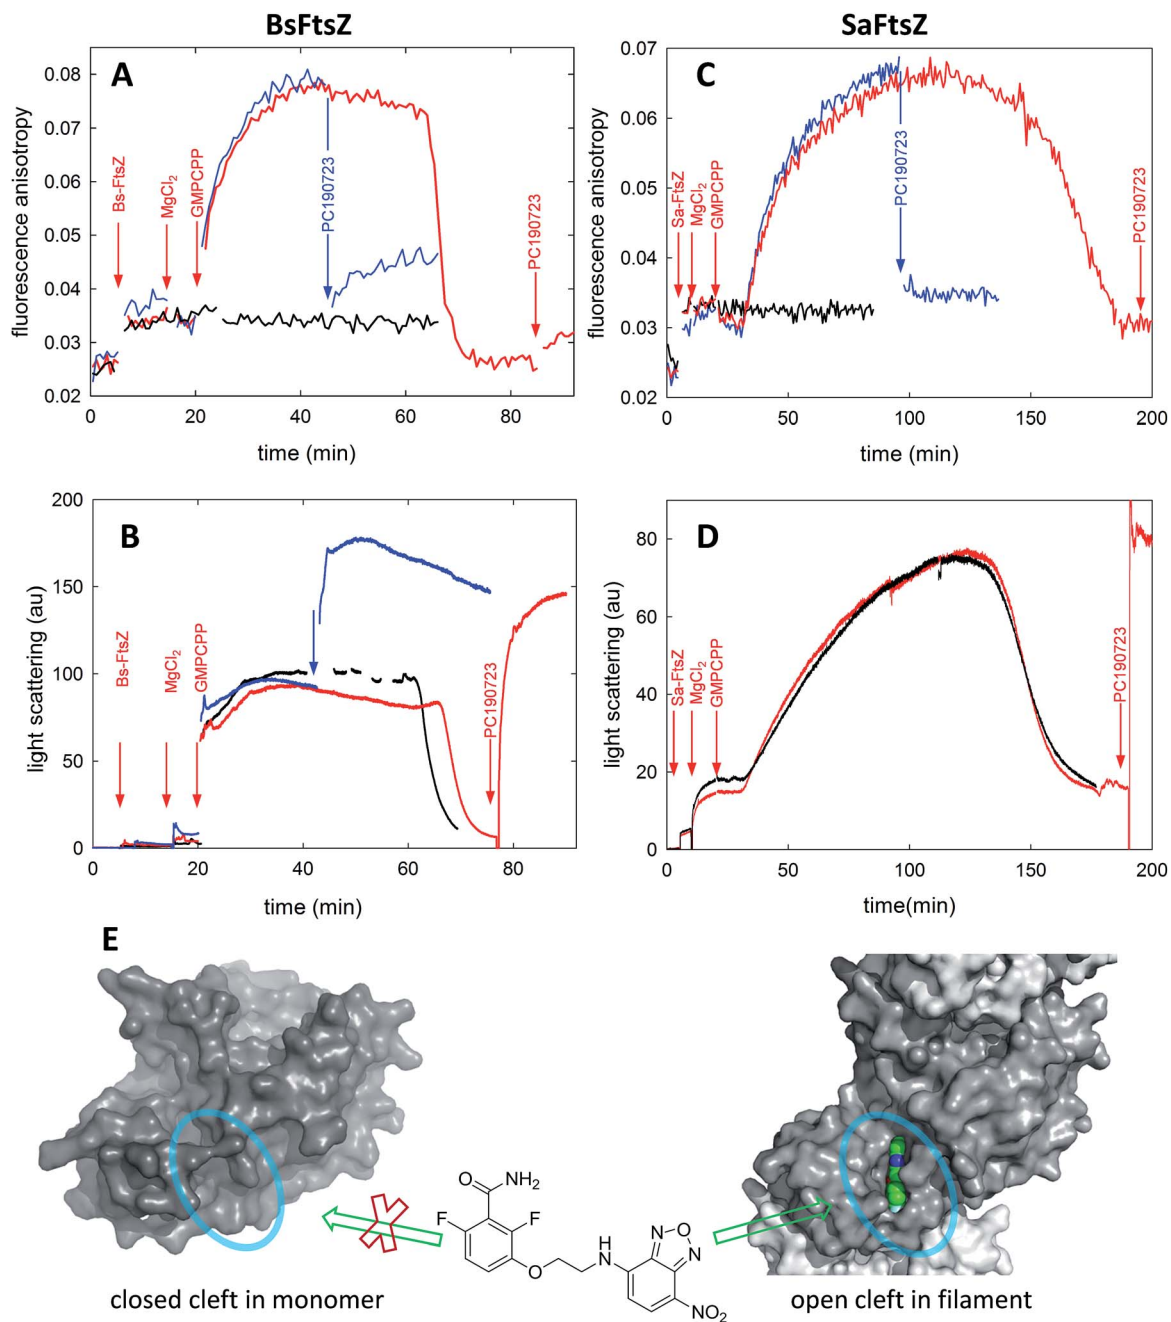 BsFtsZ
SaFtsZ
A
fluorescence anisotropy
0.08
0.07
0.06
0.05
0.04
0.03
0.02
Bs-FtsZ
MgCl₂
GMPCPP
PC190723
PC190723
0
20
40
60
80
time (min)
C
fluorescence anisotropy
0.07
0.06
0.05
0.04
0.03
0.02
Sa-FtsZ
MgCl₂
GMPCPP
PC190723
PC190723
0
50
100
150
200
time (min)
B
light scattering (au)
200
150
100
50
0
Bs-FtsZ
MgCl₂
GMPCPP
PC190723
0
20
40
60
80
time (min)
D
light scattering (au)
80
60
40
20
0
Sa-FtsZ
MgCl₂
GMPCPP
PC190723
0
50
100
150
200
time(min)
E
O
NH₂
F
F
O
H
N
N
O
N
NO₂
closed cleft in monomer
open cleft in filament